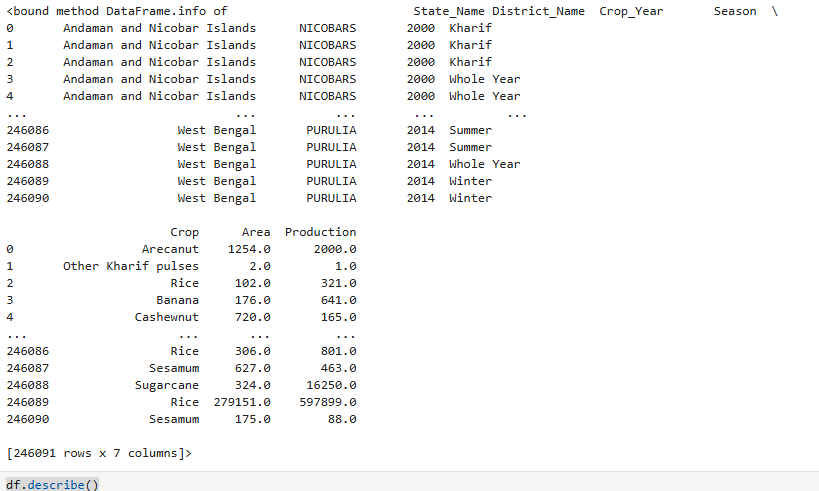 <bound method DataFrame.info of                          State_Name District_Name  Crop_Year       Season  \
0       Andaman and Nicobar Islands      NICOBARS       2000  Kharif
1       Andaman and Nicobar Islands      NICOBARS       2000  Kharif
2       Andaman and Nicobar Islands      NICOBARS       2000  Kharif
3       Andaman and Nicobar Islands      NICOBARS       2000  Whole Year
4       Andaman and Nicobar Islands      NICOBARS       2000  Whole Year
...                             ...           ...        ...          ...
246086                  West Bengal       PURULIA       2014  Summer
246087                  West Bengal       PURULIA       2014  Summer
246088                  West Bengal       PURULIA       2014  Whole Year
246089                  West Bengal       PURULIA       2014  Winter
246090                  West Bengal       PURULIA       2014  Winter
                       Crop      Area  Production
0                  Arecanut    1254.0      2000.0
1       Other Kharif pulses       2.0         1.0
2                      Rice     102.0       321.0
3                    Banana     176.0       641.0
4                 Cashewnut     720.0       165.0
...                     ...       ...         ...
246086                 Rice     306.0       801.0
246087              Sesamum     627.0       463.0
246088            Sugarcane     324.0     16250.0
246089                 Rice  279151.0    597899.0
246090              Sesamum     175.0        88.0
[246091 rows x 7 columns]>
df.describe()